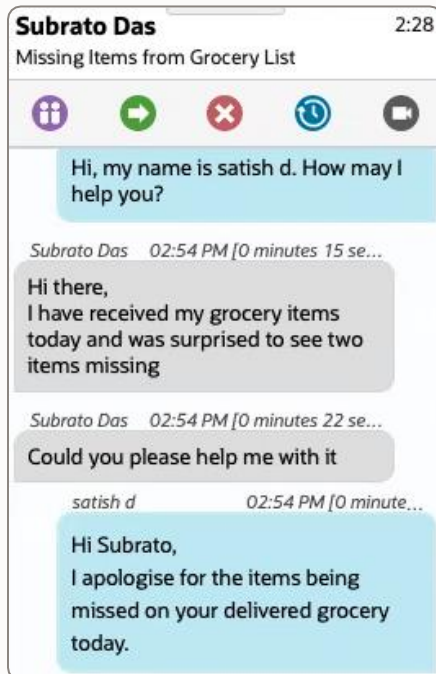 Subrato Das 2:28
Missing Items from Grocery List
Hi, my name is satish d. How may I
help you?
Subrato Das 02:54 PM [0 minutes 15 se...
Hi there,
I have received my grocery items
today and was surprised to see two
items missing
Subrato Das 02:54 PM [0 minutes 22 se...
Could you please help me with it
satish d 02:54 PM [0 minute...
Hi Subrato,
I apologise for the items being
missed on your delivered grocery
today.